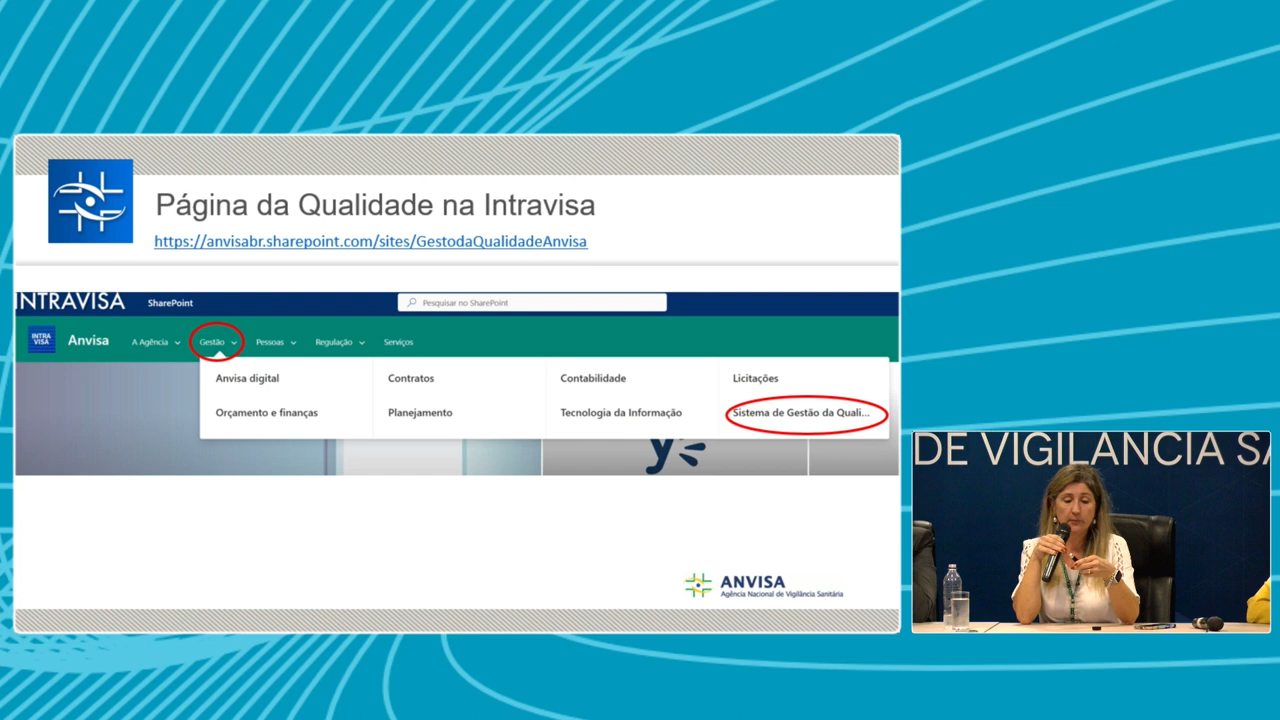 Página da Qualidade na Intravisa
https://anvisabr.sharepoint.com/sites/GestodaQualidadeAnvisa
INTRAVISA SharePoint Pesquisar no SharePoint
INTRA
VISA
Anvisa A Agência Gestão Pessoas Regulação Serviços
Anvisa digital Contratos Contabilidade Licitações
Orçamento e finanças Planejamento Tecnologia da Informação Sistema de Gestão da Quali...
y
DE VIGILANCIA SA
ANVISA
Agência Nacional de Vigilância Sanitária